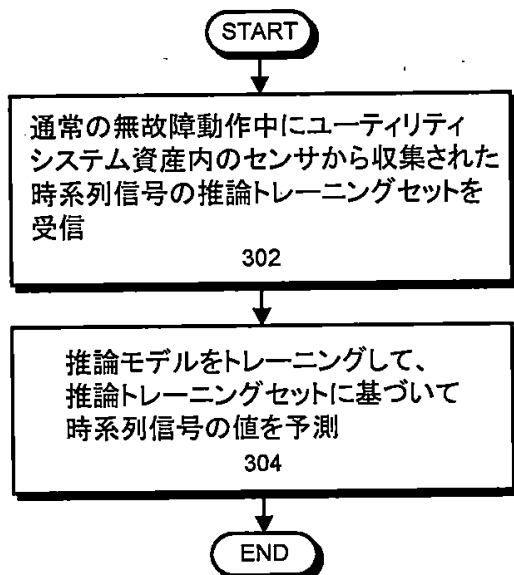 START
通常の無故障動作中にユーティリティ
システム資産内のセンサから収集された
時系列信号の推論トレーニングセットを
受信
302
推論モデルをトレーニングして、
推論トレーニングセットに基づいて
時系列信号の値を予測
304
END